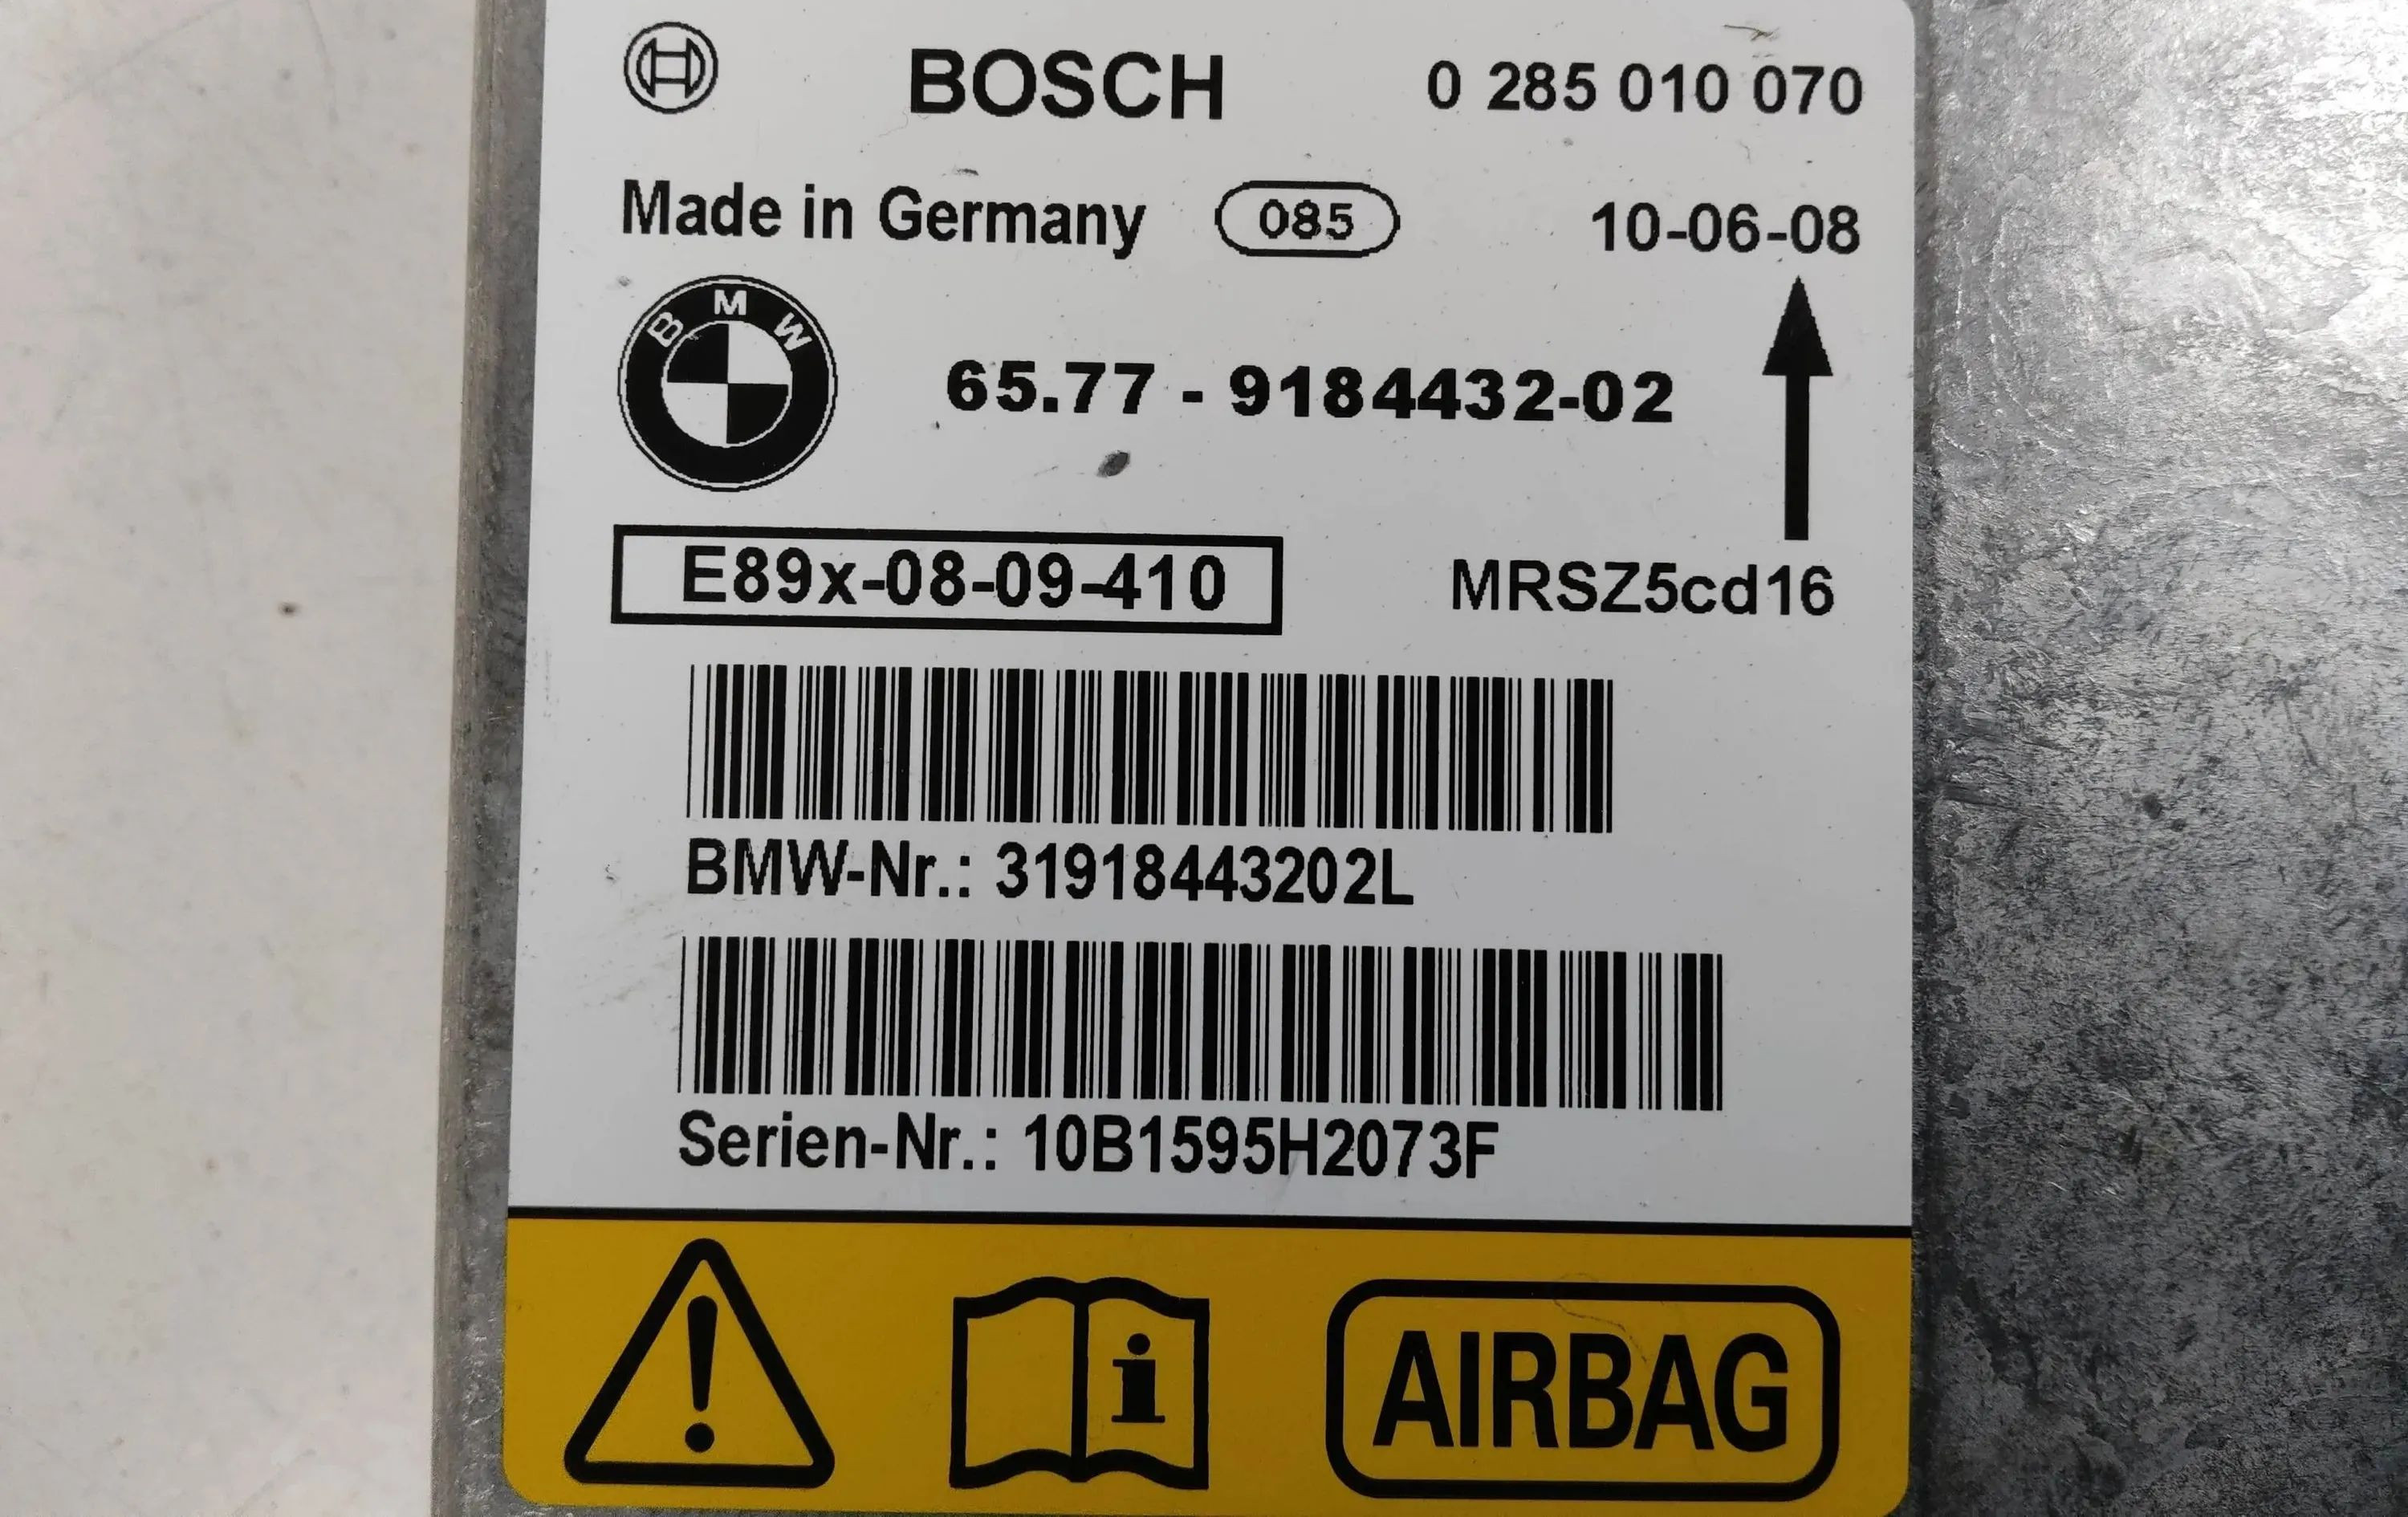 BOSCH 0 285 010 070
Made in Germany 085 10-06-08
BMW
65.77 - 9184432-02
E89x-08-09-410 MRSZ5cd16
BMW-Nr.: 31918443202L
Serien-Nr.: 10B1595H2073F
AIRBAG